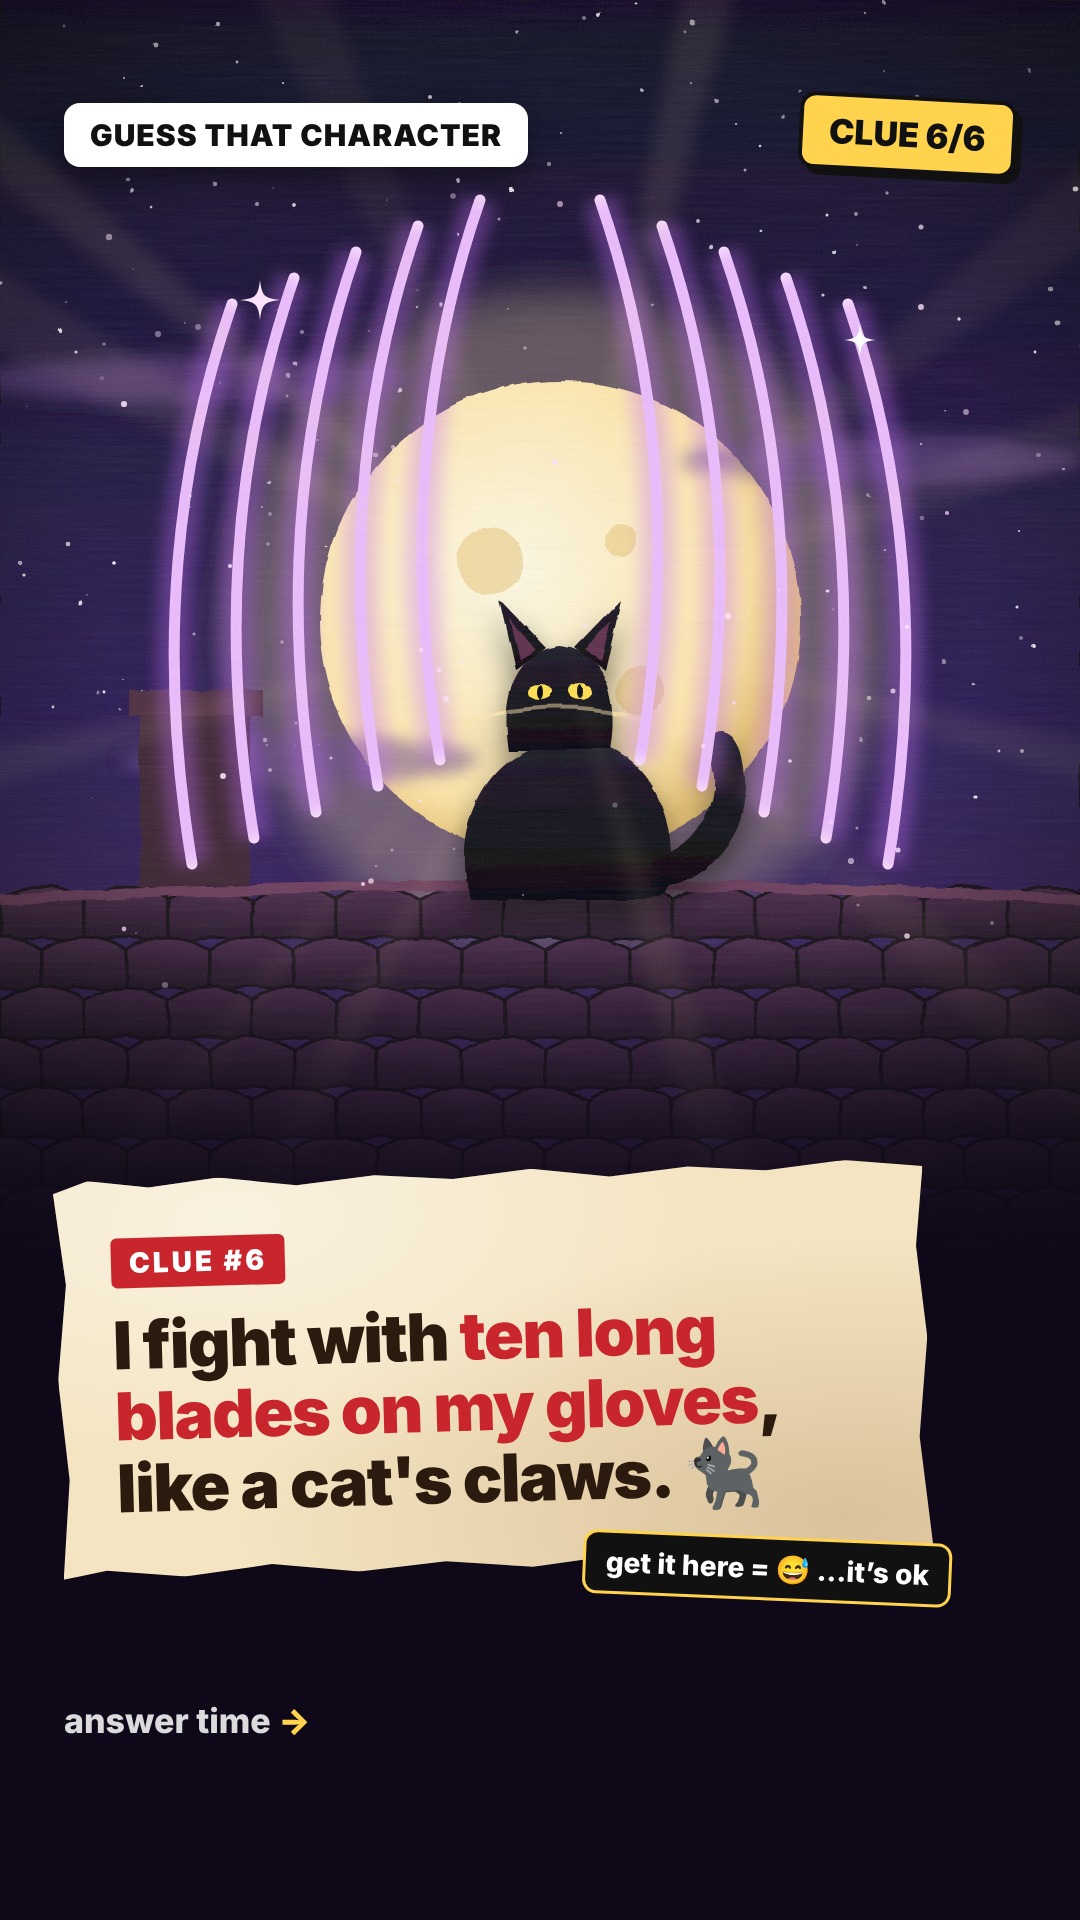 GUESS THAT CHARACTER
CLUE 6/6
CLUE #6
I fight with ten long
blades on my gloves,
like a cat's claws. 🐈‍⬛
get it here = 😅 ...it’s ok
answer time →